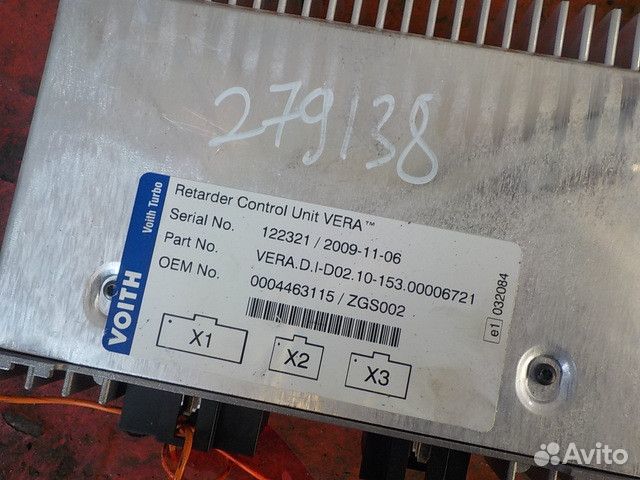 279138
VOITH
Voith Turbo
Retarder Control Unit VERA™
Serial No. 122321 / 2009-11-06
Part No. VERA.D.I-D02.10-153.00006721
OEM No. 0004463115 / ZGS002
e1 032084
X1 X2 X3
Avito